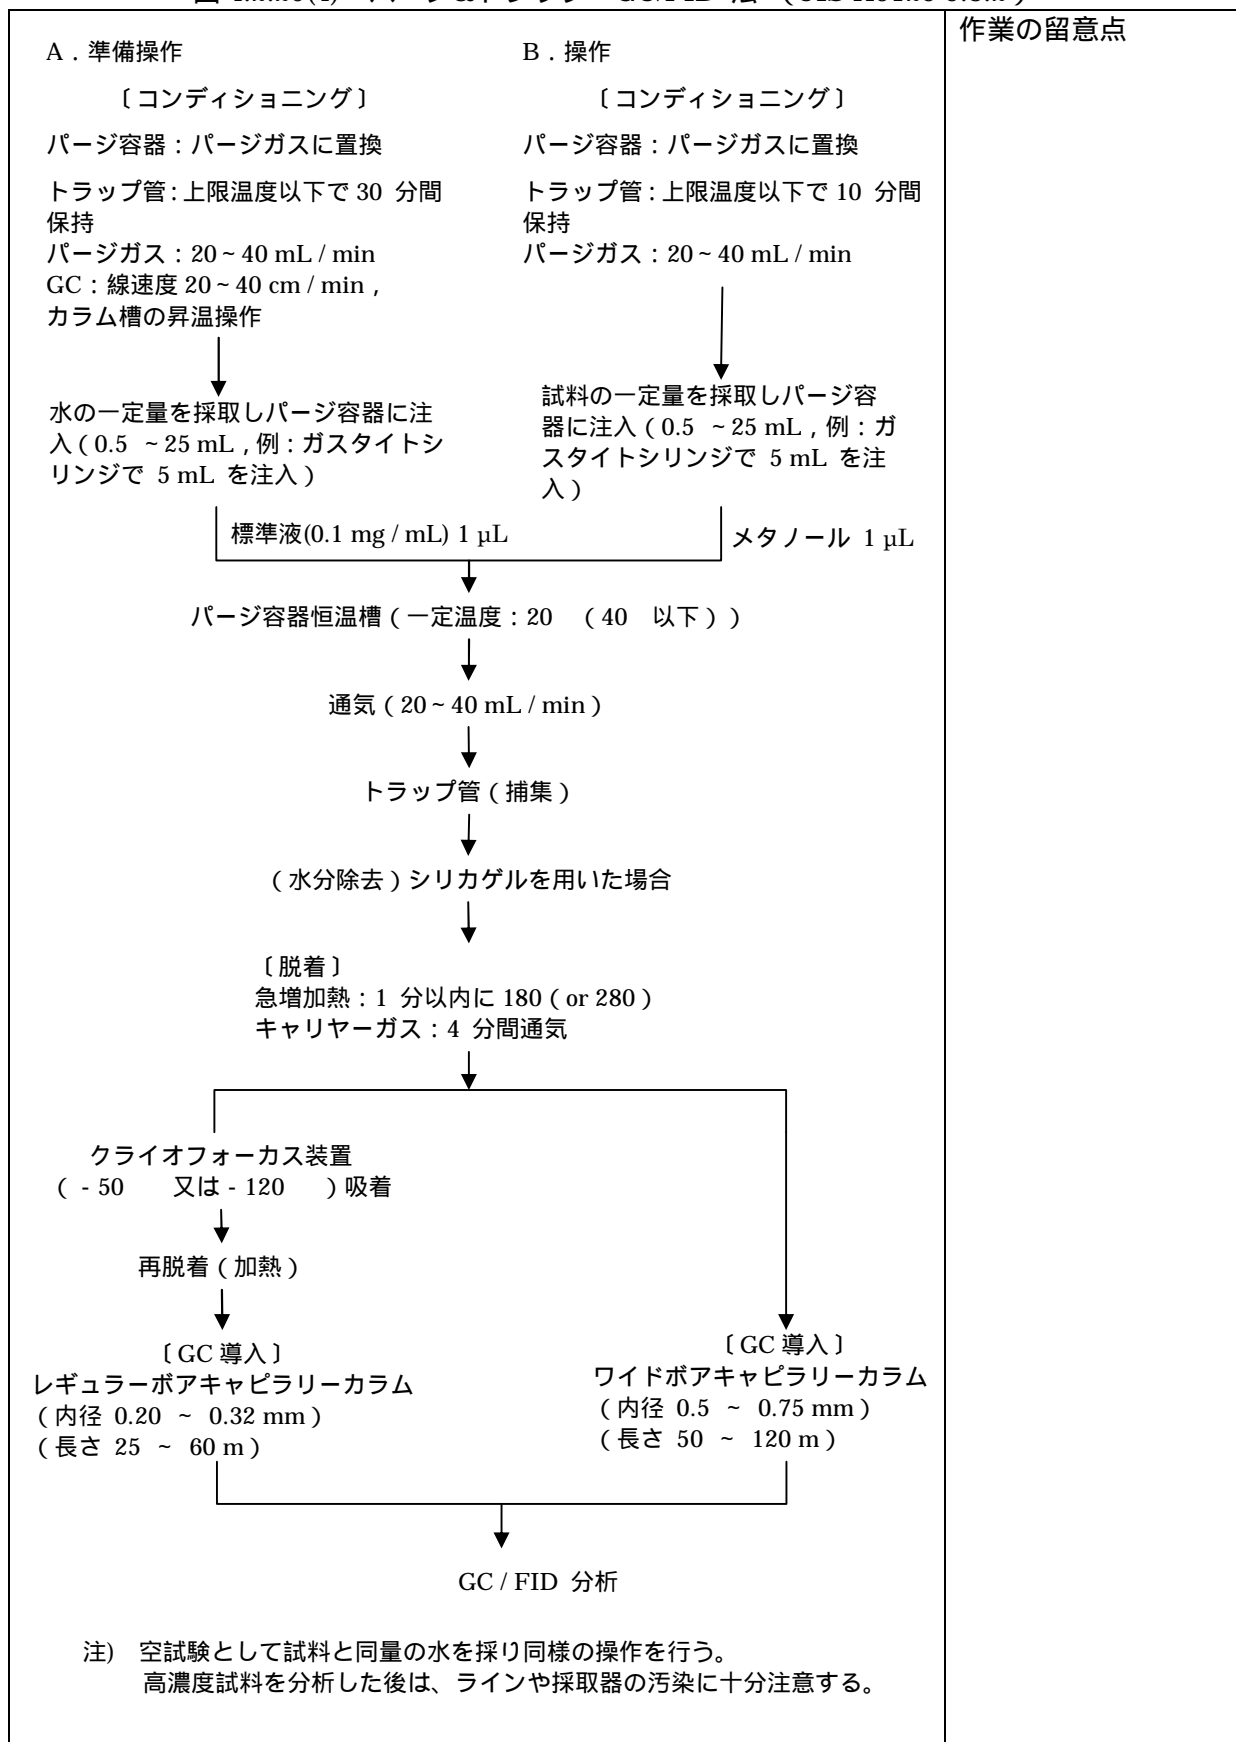 作業の留意点
A．準備操作
〔コンディショニング〕
パージ容器：パージガスに置換
トラップ管：上限温度以下で 30 分間
保持
パージガス：20～40 mL / min
GC：線速度 20～40 cm / min，
カラム槽の昇温操作
水の一定量を採取しパージ容器に注
入（0.5 ～25 mL，例：ガスタイトシ
リンジで 5 mL を注入）
標準液(0.1 mg / mL) 1 µL
B．操作
〔コンディショニング〕
パージ容器：パージガスに置換
トラップ管：上限温度以下で 10 分間
保持
パージガス：20～40 mL / min
試料の一定量を採取しパージ容
器に注入（0.5 ～25 mL，例：ガ
スタイトシリンジで 5 mL を注
入）
メタノール 1 µL
パージ容器恒温槽（一定温度：20 （40 以下））
通気（20～40 mL / min）
トラップ管（捕集）
（水分除去）シリカゲルを用いた場合
〔脱着〕
急増加熱：1 分以内に 180（or 280）
キャリヤーガス：4 分間通気
クライオフォーカス装置
（ - 50 又は - 120 ）吸着
再脱着（加熱）
〔GC 導入〕
レギュラーボアキャピラリーカラム
（内径 0.20 ～ 0.32 mm）
（長さ 25 ～ 60 m）
〔GC 導入〕
ワイドボアキャピラリーカラム
（内径 0.5 ～ 0.75 mm）
（長さ 50 ～ 120 m）
GC / FID 分析
注) 空試験として試料と同量の水を採り同様の操作を行う。
高濃度試料を分析した後は、ラインや採取器の汚染に十分注意する。